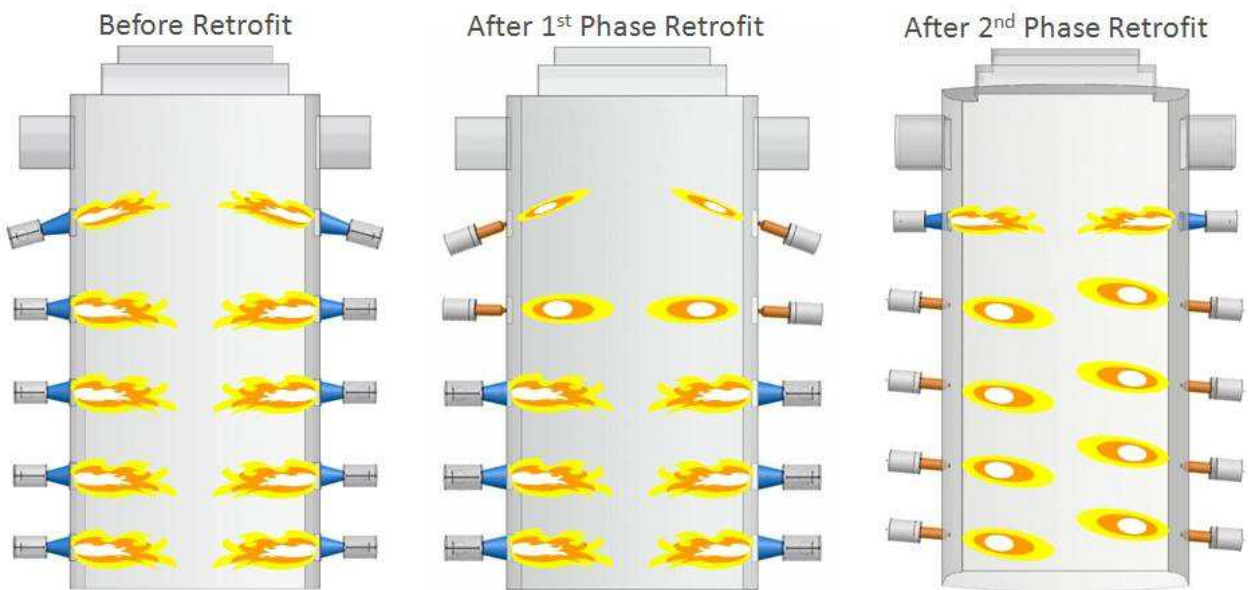 Before Retrofit
After 1st Phase Retrofit
After 2nd Phase Retrofit